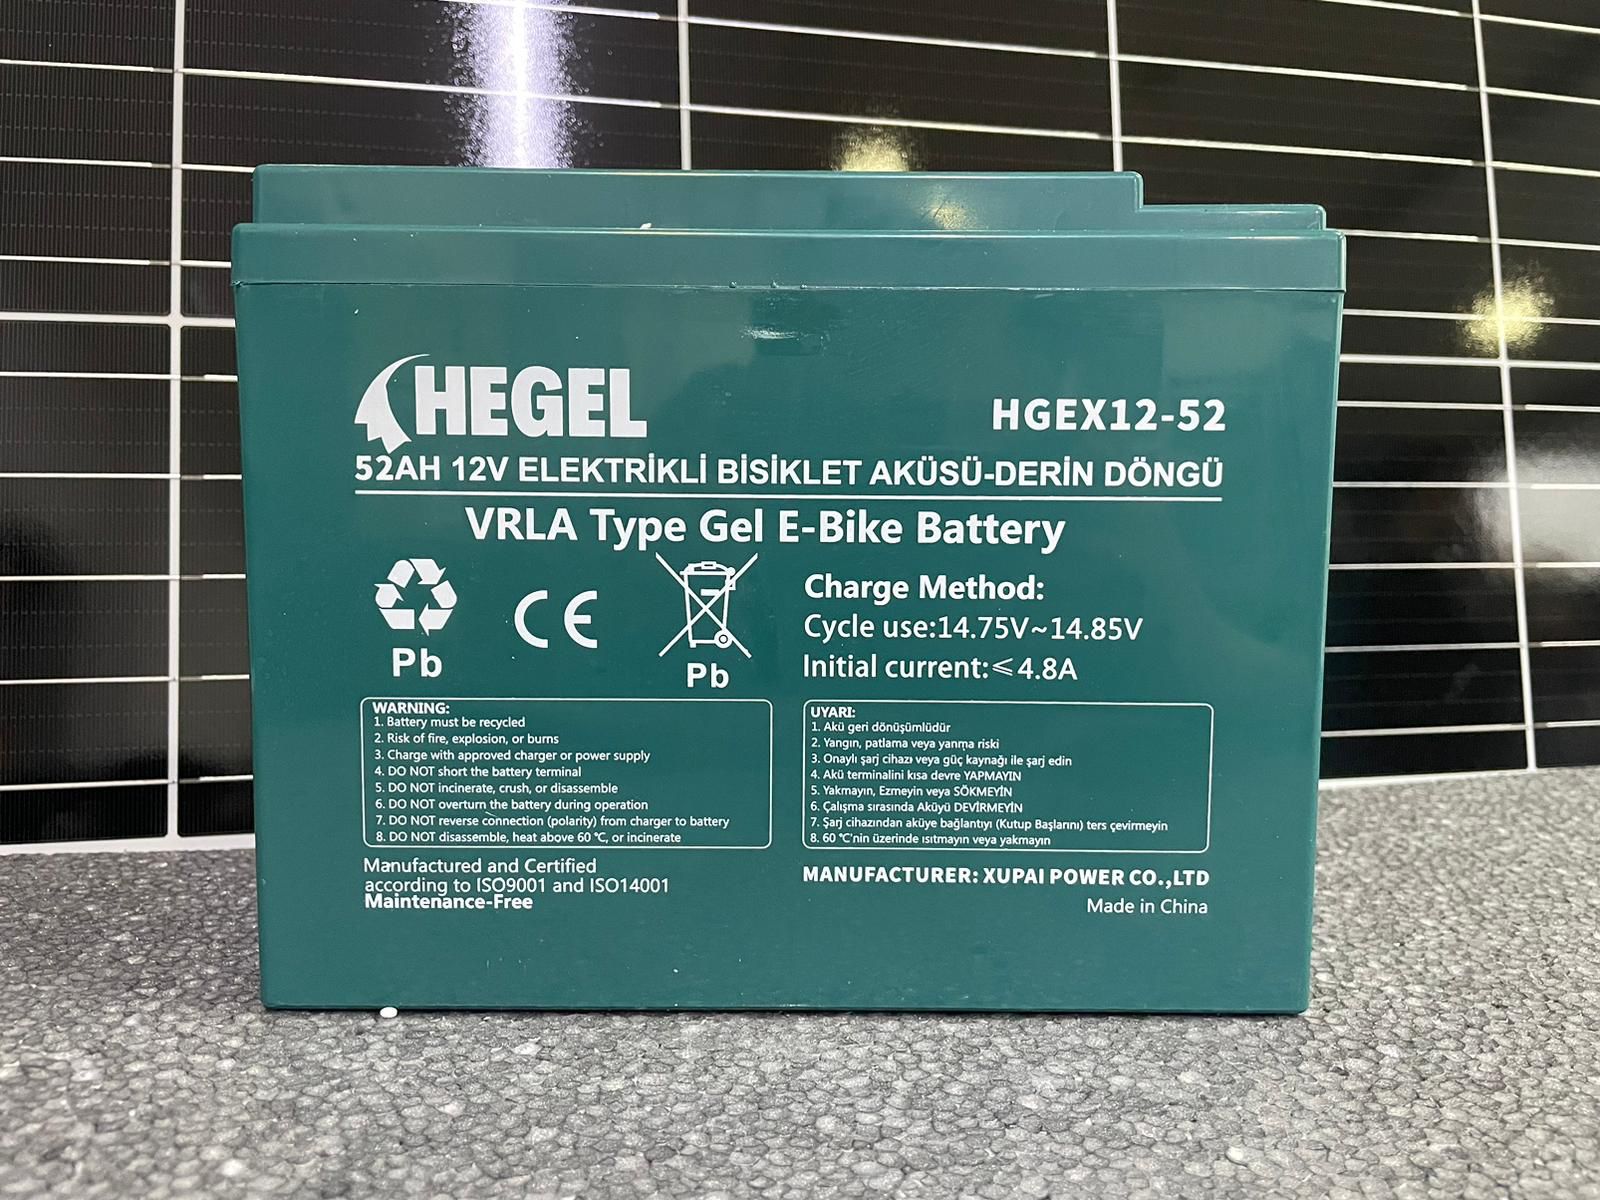 HEGEL
HGEX12-52
52AH 12V ELEKTRİKLİ BİSİKLET AKÜSÜ-DERİN DÖNGÜ
VRLA Type Gel E-Bike Battery
Pb
CE
Pb
Charge Method:
Cycle use:14.75V~14.85V
Initial current:≤4.8A
WARNING:
1. Battery must be recycled
2. Risk of fire, explosion, or burns
3. Charge with approved charger or power supply
4. DO NOT short the battery terminal
5. DO NOT incinerate, crush, or disassemble
6. DO NOT overturn the battery during operation
7. DO NOT reverse connection (polarity) from charger to battery
8. DO NOT disassemble, heat above 60 ℃, or incinerate
UYARI:
1. Akü geri dönüşümlüdür
2. Yangın, patlama veya yanma riski
3. Onaylı şarj cihazı veya güç kaynağı ile şarj edin
4. Akü terminalini kısa devre YAPMAYIN
5. Yakmayın, Ezmeyin veya SÖKMEYİN
6. Çalışma sırasında Aküyü DEVİRMEYİN
7. Şarj cihazından aküye bağlantıyı (Kutup Başlarını) ters çevirmeyin
8. 60 ℃'nin üzerinde ısıtmayın veya yakmayın
Manufactured and Certified
according to ISO9001 and ISO14001
Maintenance-Free
MANUFACTURER: XUPAI POWER CO.,LTD
Made in China